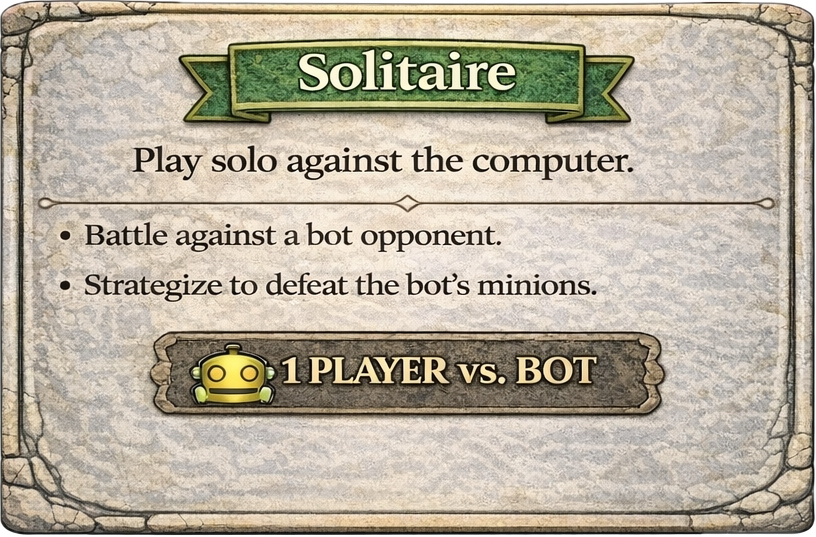 Solitaire
Play solo against the computer.
• Battle against a bot opponent.
• Strategize to defeat the bot’s minions.
1 PLAYER vs. BOT